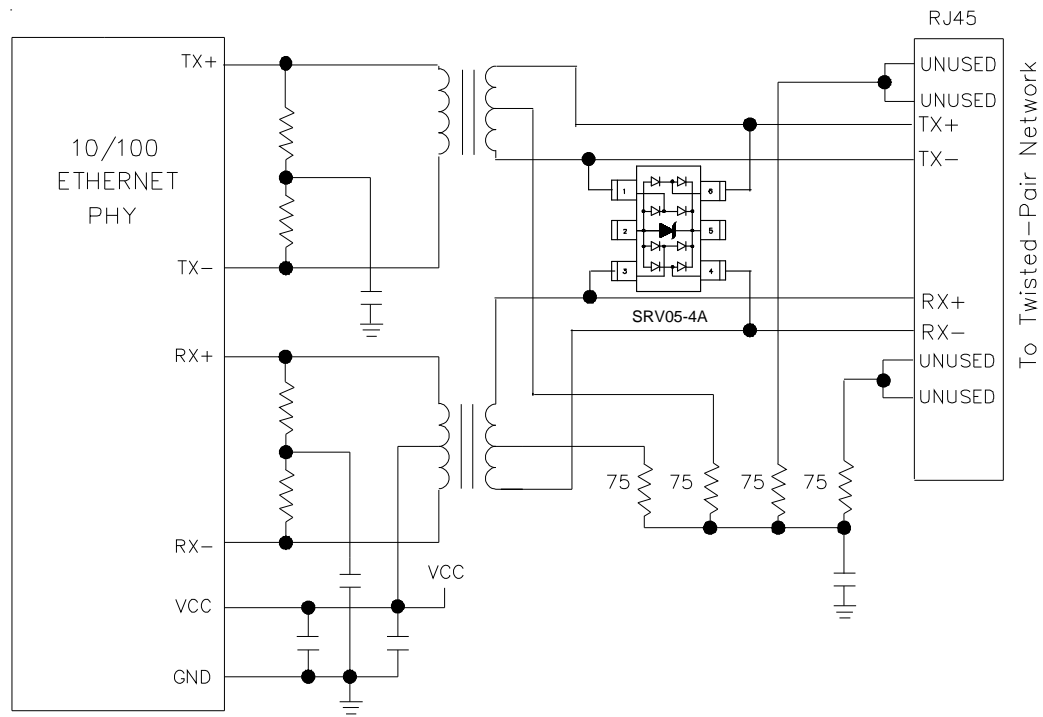 RJ45
TX+
UNUSED
UNUSED
TX+
TX-
10/100
ETHERNET
PHY
To Twisted-Pair Network
1
6
2
5
3
4
TX-
SRV05-4A
RX+
RX-
UNUSED
UNUSED
RX+
75
75
75
75
RX-
VCC
VCC
GND